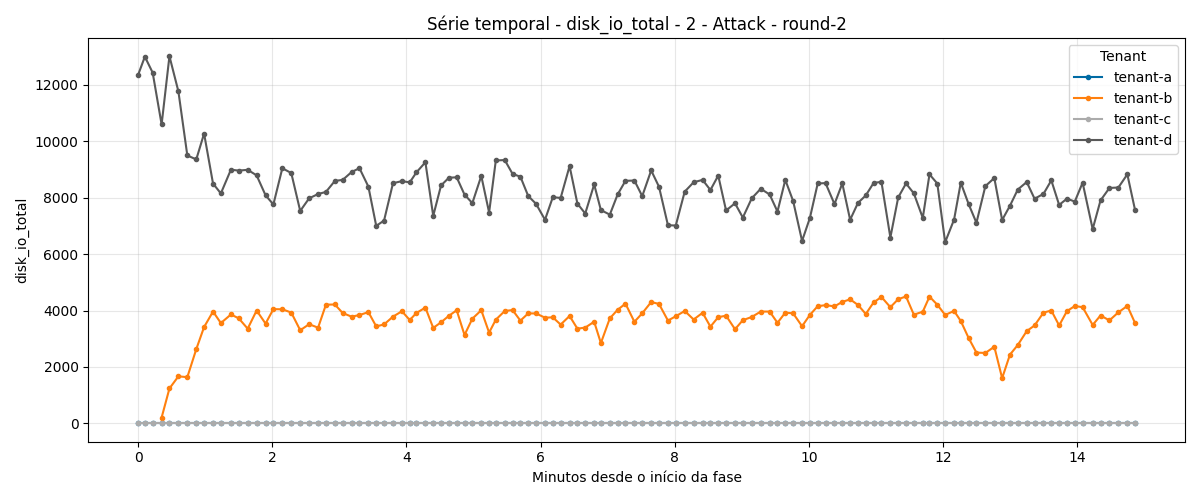 Série temporal - disk_io_total - 2 - Attack - round-2
Tenant
tenant-a
tenant-b
tenant-c
tenant-d
disk_io_total
12000
10000
8000
6000
4000
2000
0
0 2 4 6 8 10 12 14
Minutos desde o início da fase